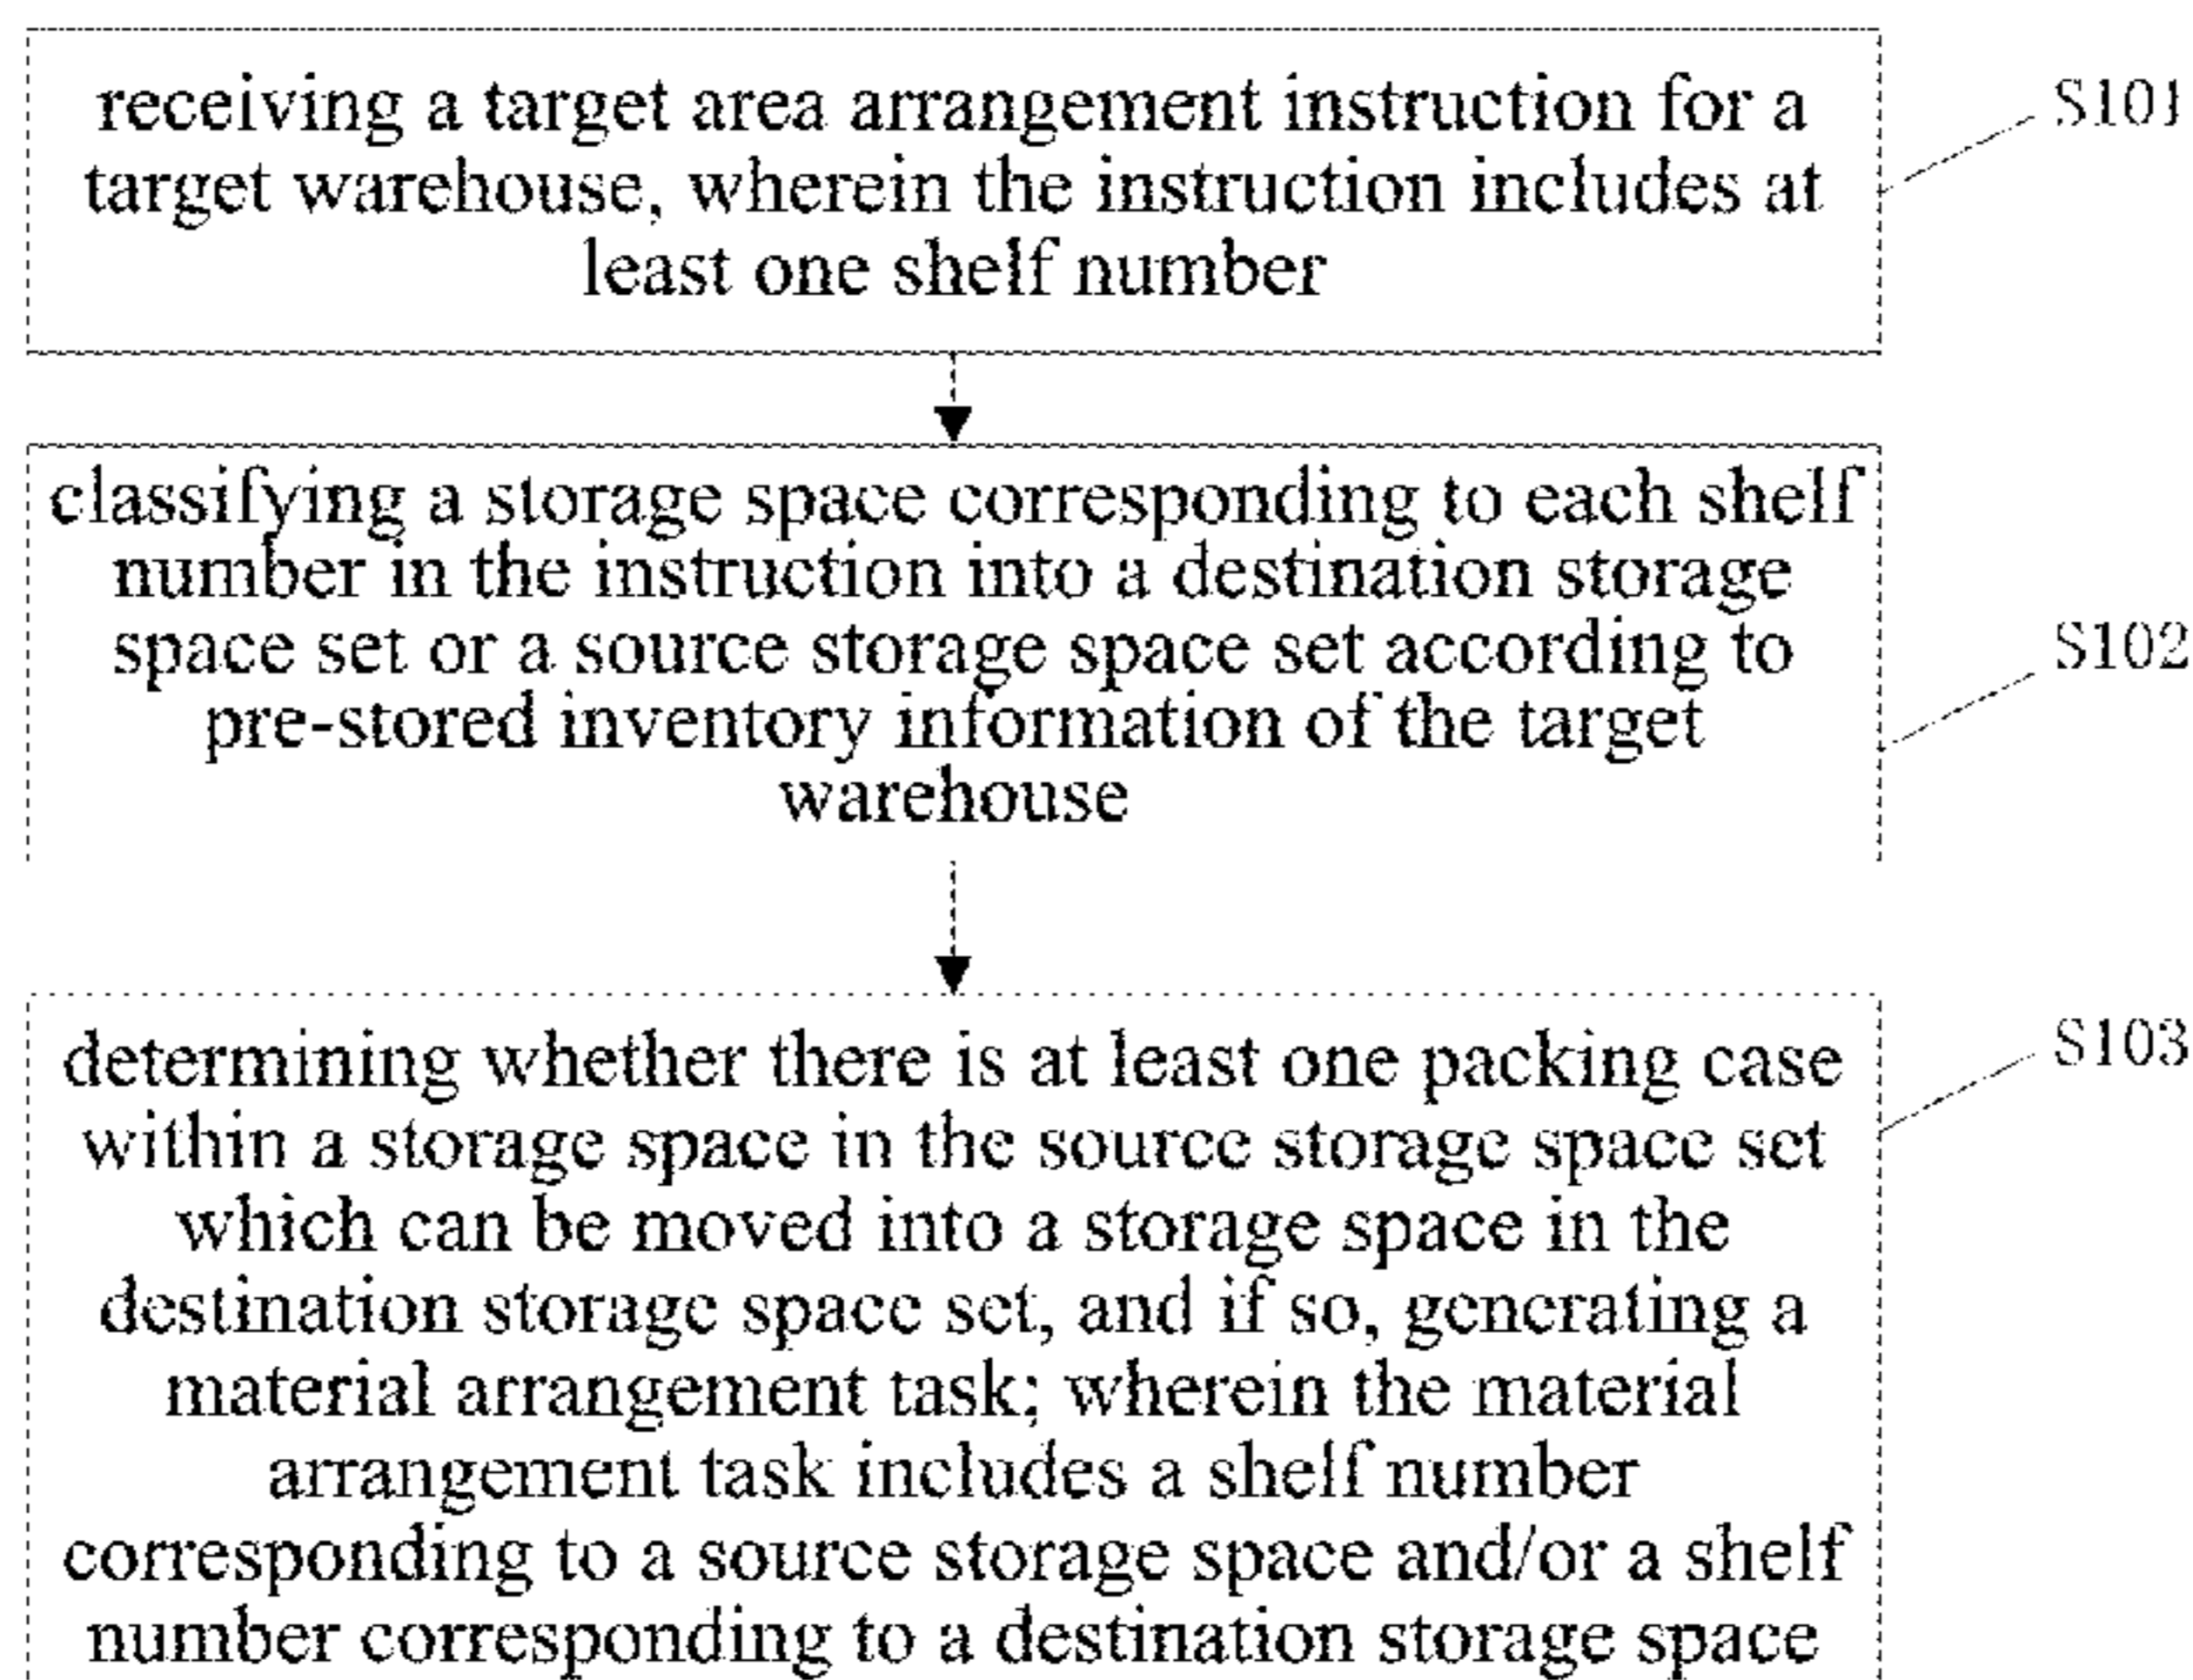 receiving a target area arrangement instruction for a
target warehouse, wherein the instruction includes at
least one shelf number
S101
classifying a storage space corresponding to each shelf
number in the instruction into a destination storage
space set or a source storage space set according to
pre-stored inventory information of the target
warehouse
S102
determining whether there is at least one packing case
within a storage space in the source storage space set
which can be moved into a storage space in the
destination storage space set, and if so, generating a
material arrangement task; wherein the material
arrangement task includes a shelf number
corresponding to a source storage space and/or a shelf
number corresponding to a destination storage space
S103